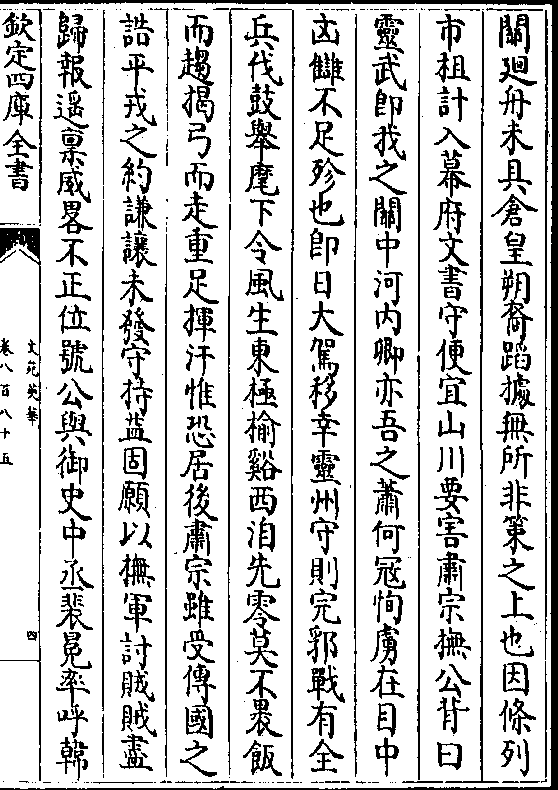 關廻舟未具倉皇朔裔蹈據無所非策之上也因條列
市租計入幕府文書守便宜山川要害肅宗撫公背曰
靈武即我之關中河内卿亦吾之蕭何冦恂虜在目中
㓙讎不足殄也即日大駕移幸靈州守則完郛戰有全
兵伐鼓舉麾下令風生東極榆谿西洎先零莫不褁飯
而趨揭弓而走重足揮汗惟恐居後肅宗雖受傳國之
誥平戎之約謙讓未發守持益固願以撫軍討賊賊盡
歸報遥稟威畧不正位號公與御史中丞裴冕率呼韓
欽定四庫全書
文苑英華
卷八百八十五
四